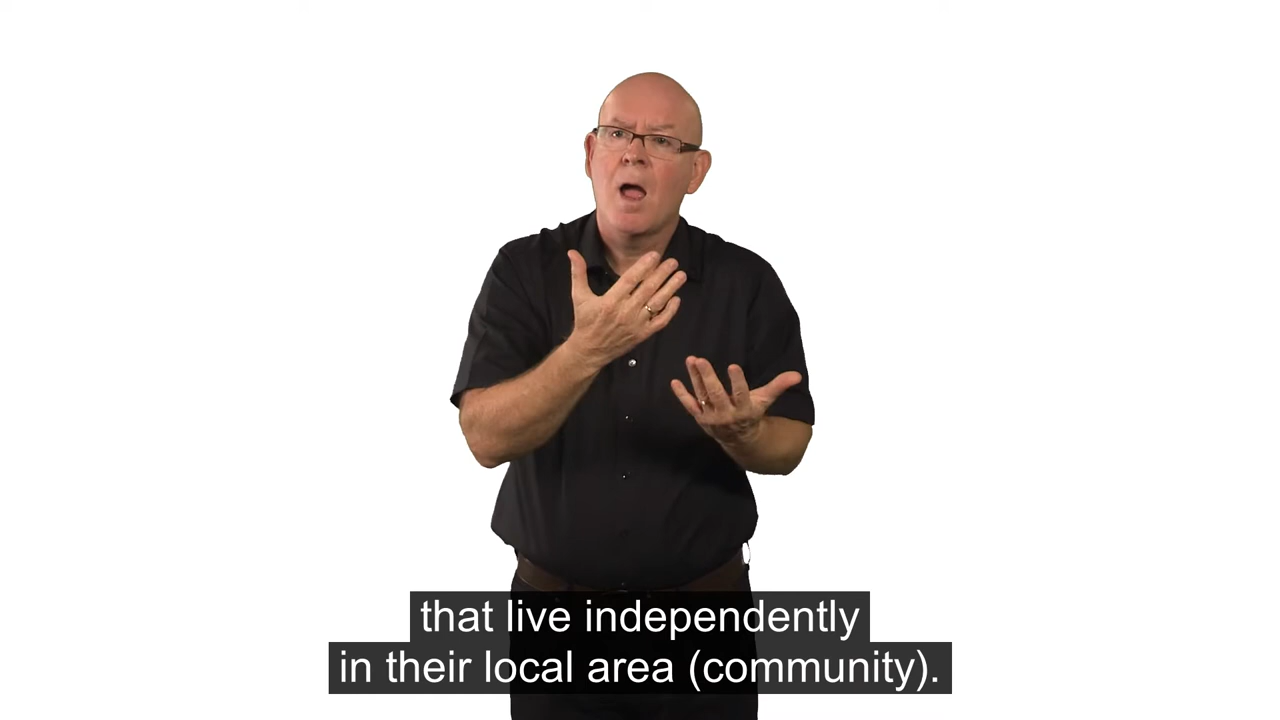 that live independently
in their local area (community).